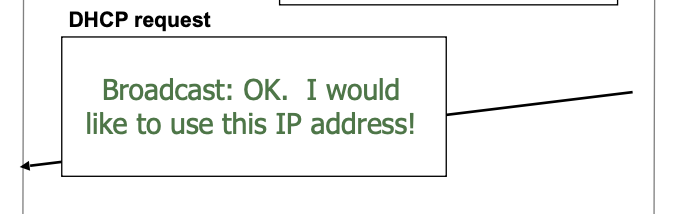 DHCP request
Broadcast: OK.  I would
like to use this IP address!